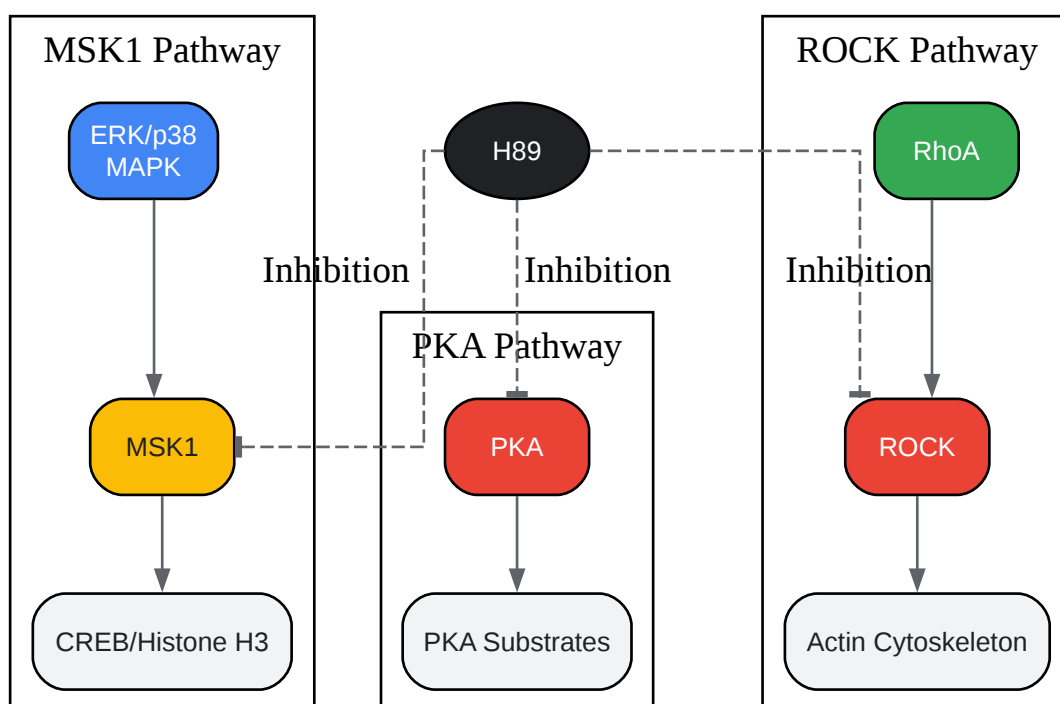 MSK1 Pathway
ROCK Pathway
ERK/p38
MAPK
H89
RhoA
Inhibition
Inhibition
Inhibition
PKA Pathway
MSK1
PKA
ROCK
CREB/Histone H3
PKA Substrates
Actin Cytoskeleton